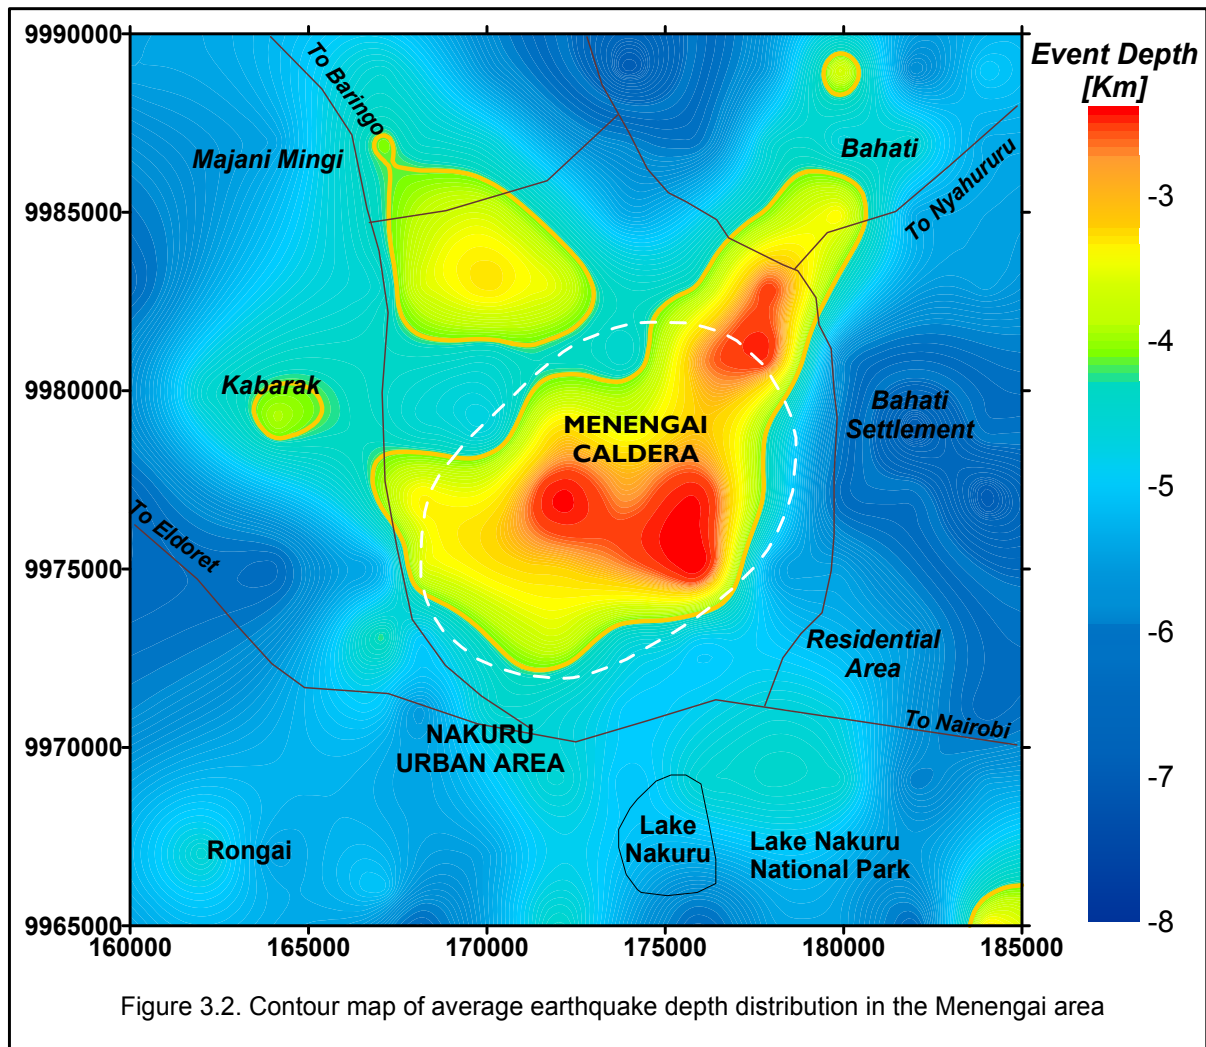 9990000
9985000
9980000
9975000
9970000
9965000
160000
165000
170000
175000
180000
185000
To Baringo
Majani Mingi
Bahati
To Nyahururu
Kabarak
MENENGAI
CALDERA
Bahati
Settlement
To Eldoret
Residential
Area
To Nairobi
NAKURU
URBAN AREA
Rongai
Lake
Nakuru
Lake Nakuru
National Park
Event Depth
[Km]
-3
-4
-5
-6
-7
-8
Figure 3.2. Contour map of average earthquake depth distribution in the Menengai area